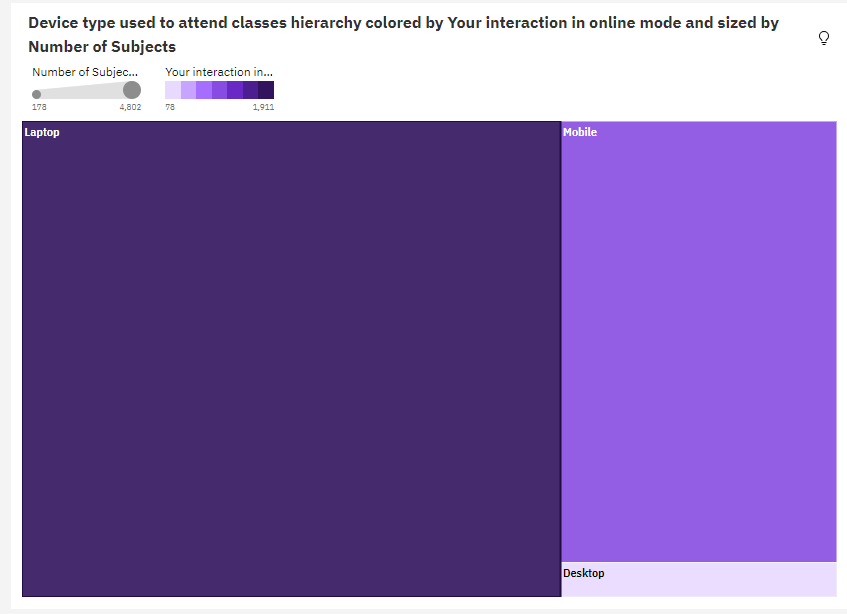 Device type used to attend classes hierarchy colored by Your interaction in online mode and sized by
Number of Subjects
Number of Subjec... Your interaction in...
178 4,802 78 1,911
Laptop Mobile
Desktop